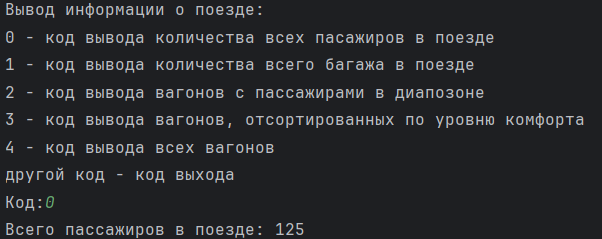 Вывод информации о поезде:
0 - код вывода количества всех пасажиров в поезде
1 - код вывода количества всего багажа в поезде
2 - код вывода вагонов с пассажирами в диапозоне
3 - код вывода вагонов, отсортированных по уровню комфорта
4 - код вывода всех вагонов
другой код - код выхода
Код:0
Всего пассажиров в поезде: 125